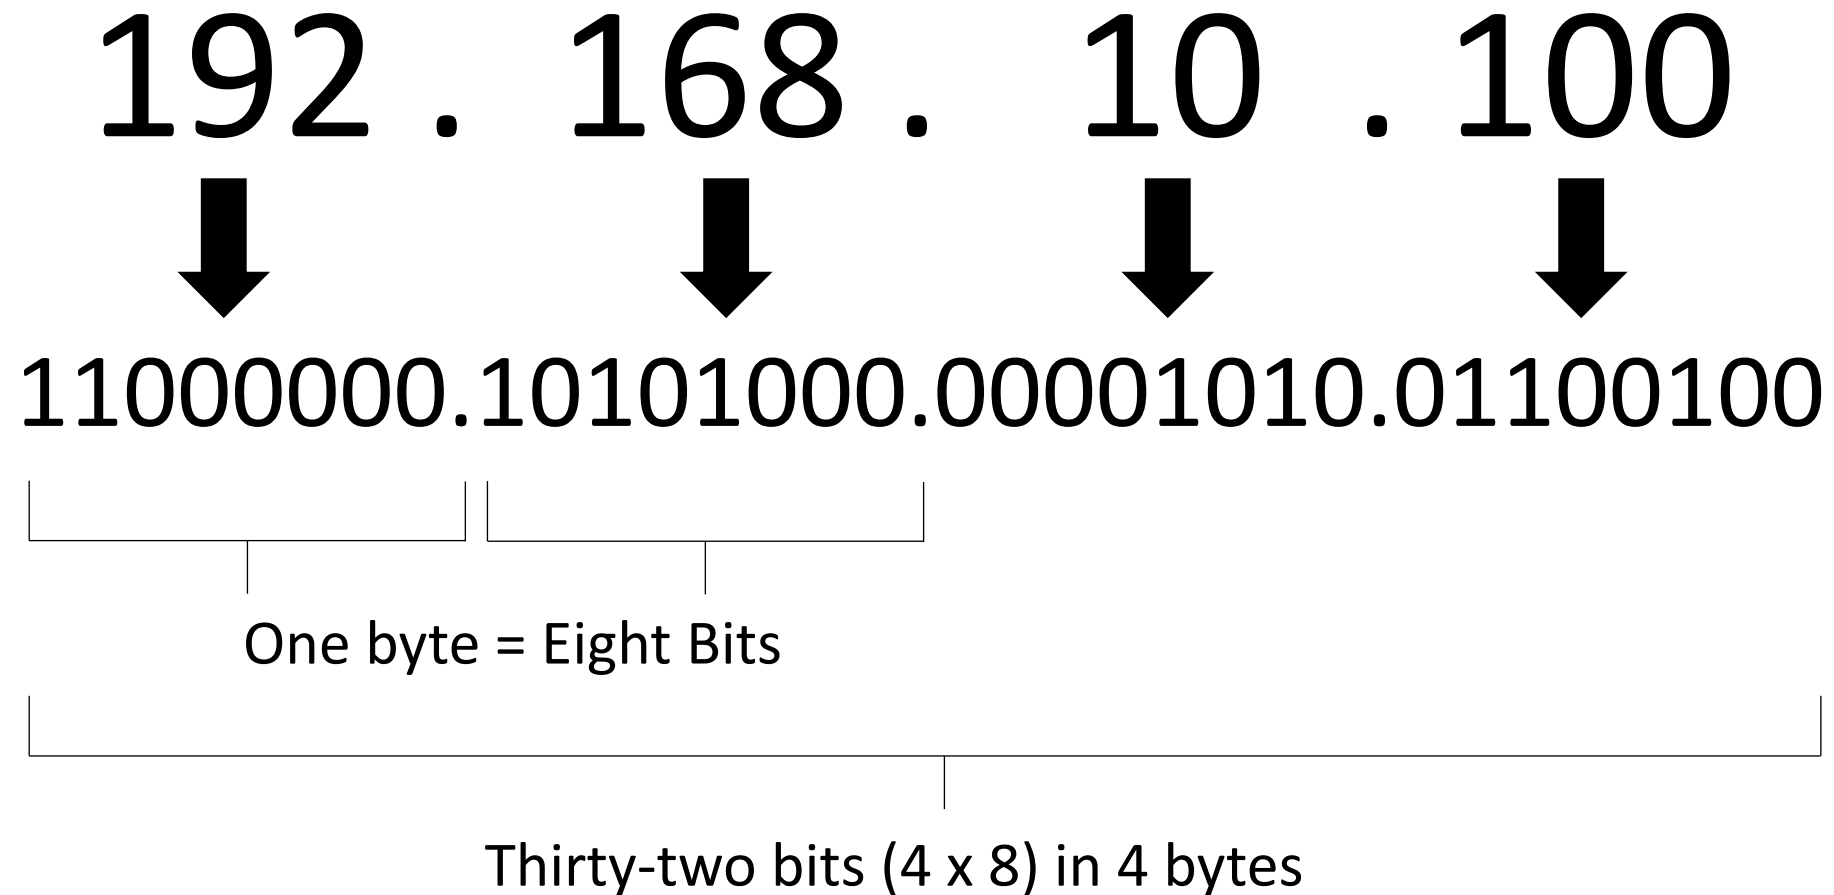 192 . 168 . 10 . 100
11000000.10101000.00001010.01100100
One byte = Eight Bits
Thirty-two bits (4 x 8) in 4 bytes